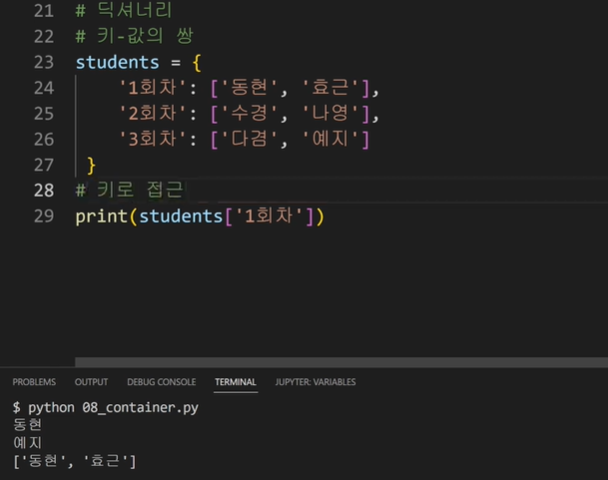 21 # 딕셔너리
22 # 키-값의 쌍
23 students = {
24 '1회차': ['동현', '효근'],
25 '2회차': ['수경', '나영'],
26 '3회차': ['다겸', '예지']
27 }
28 # 키로 접근
29 print(students['1회차'])
PROBLEMS OUTPUT DEBUG CONSOLE TERMINAL JUPYTER: VARIABLES
$ python 08_container.py
동현
예지
['동현', '효근']